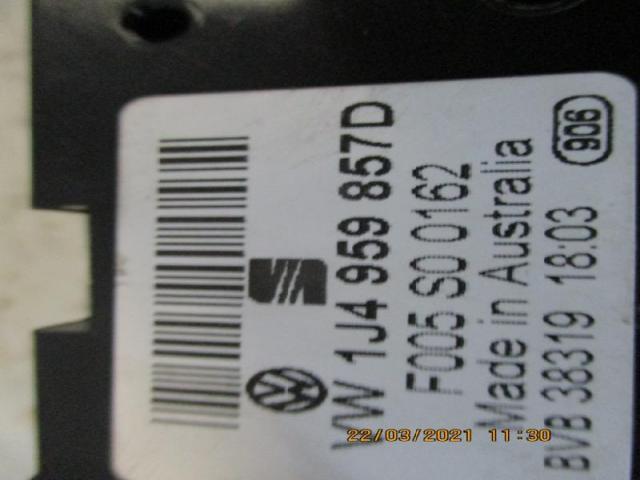 VW 1J4 959 857D
F005 S0 0162
Made in Australia
BVB 38319 18:03
906
22/03/2021 11:30